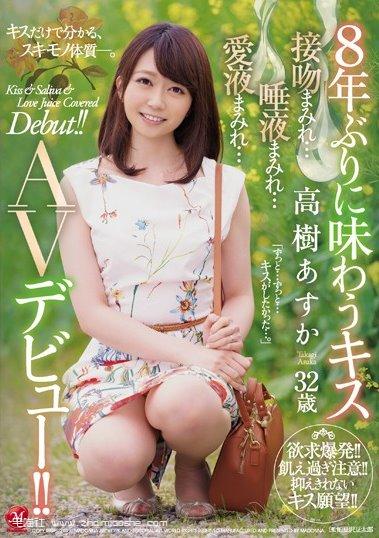 8年ぶりに味わうキス
接吻まみれ…
唾液まみれ…
愛液まみれ…
キスだけで分かる、
スキモノ体質―。
Kiss & Saliva &
Love Juice Covered
Debut!!
AVデビュー!!
高樹あすか
Takagi
Asuka
32歳
「ずっと…ずっと…
キスがしたかった…。」
欲求爆発!!
飢え過ぎ注意!!
抑えきれない
キス願望!!